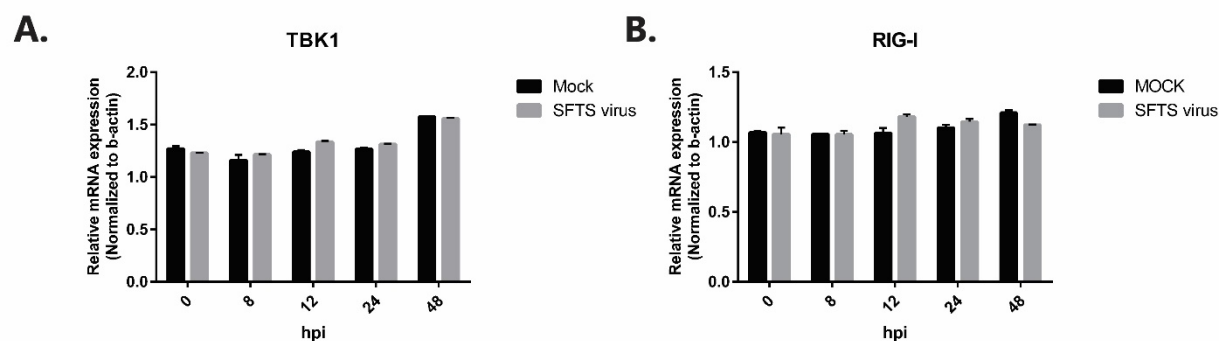 A.
TBK1
Relative mRNA expression
(Normalized to b-actin)
2.0
1.5
1.0
0.5
0.0
0 8 12 24 48
hpi
Mock
SFTS virus
B.
RIG-I
Relative mRNA expression
(Normalized to b-actin)
1.5
1.0
0.5
0.0
0 8 12 24 48
hpi
MOCK
SFTS virus